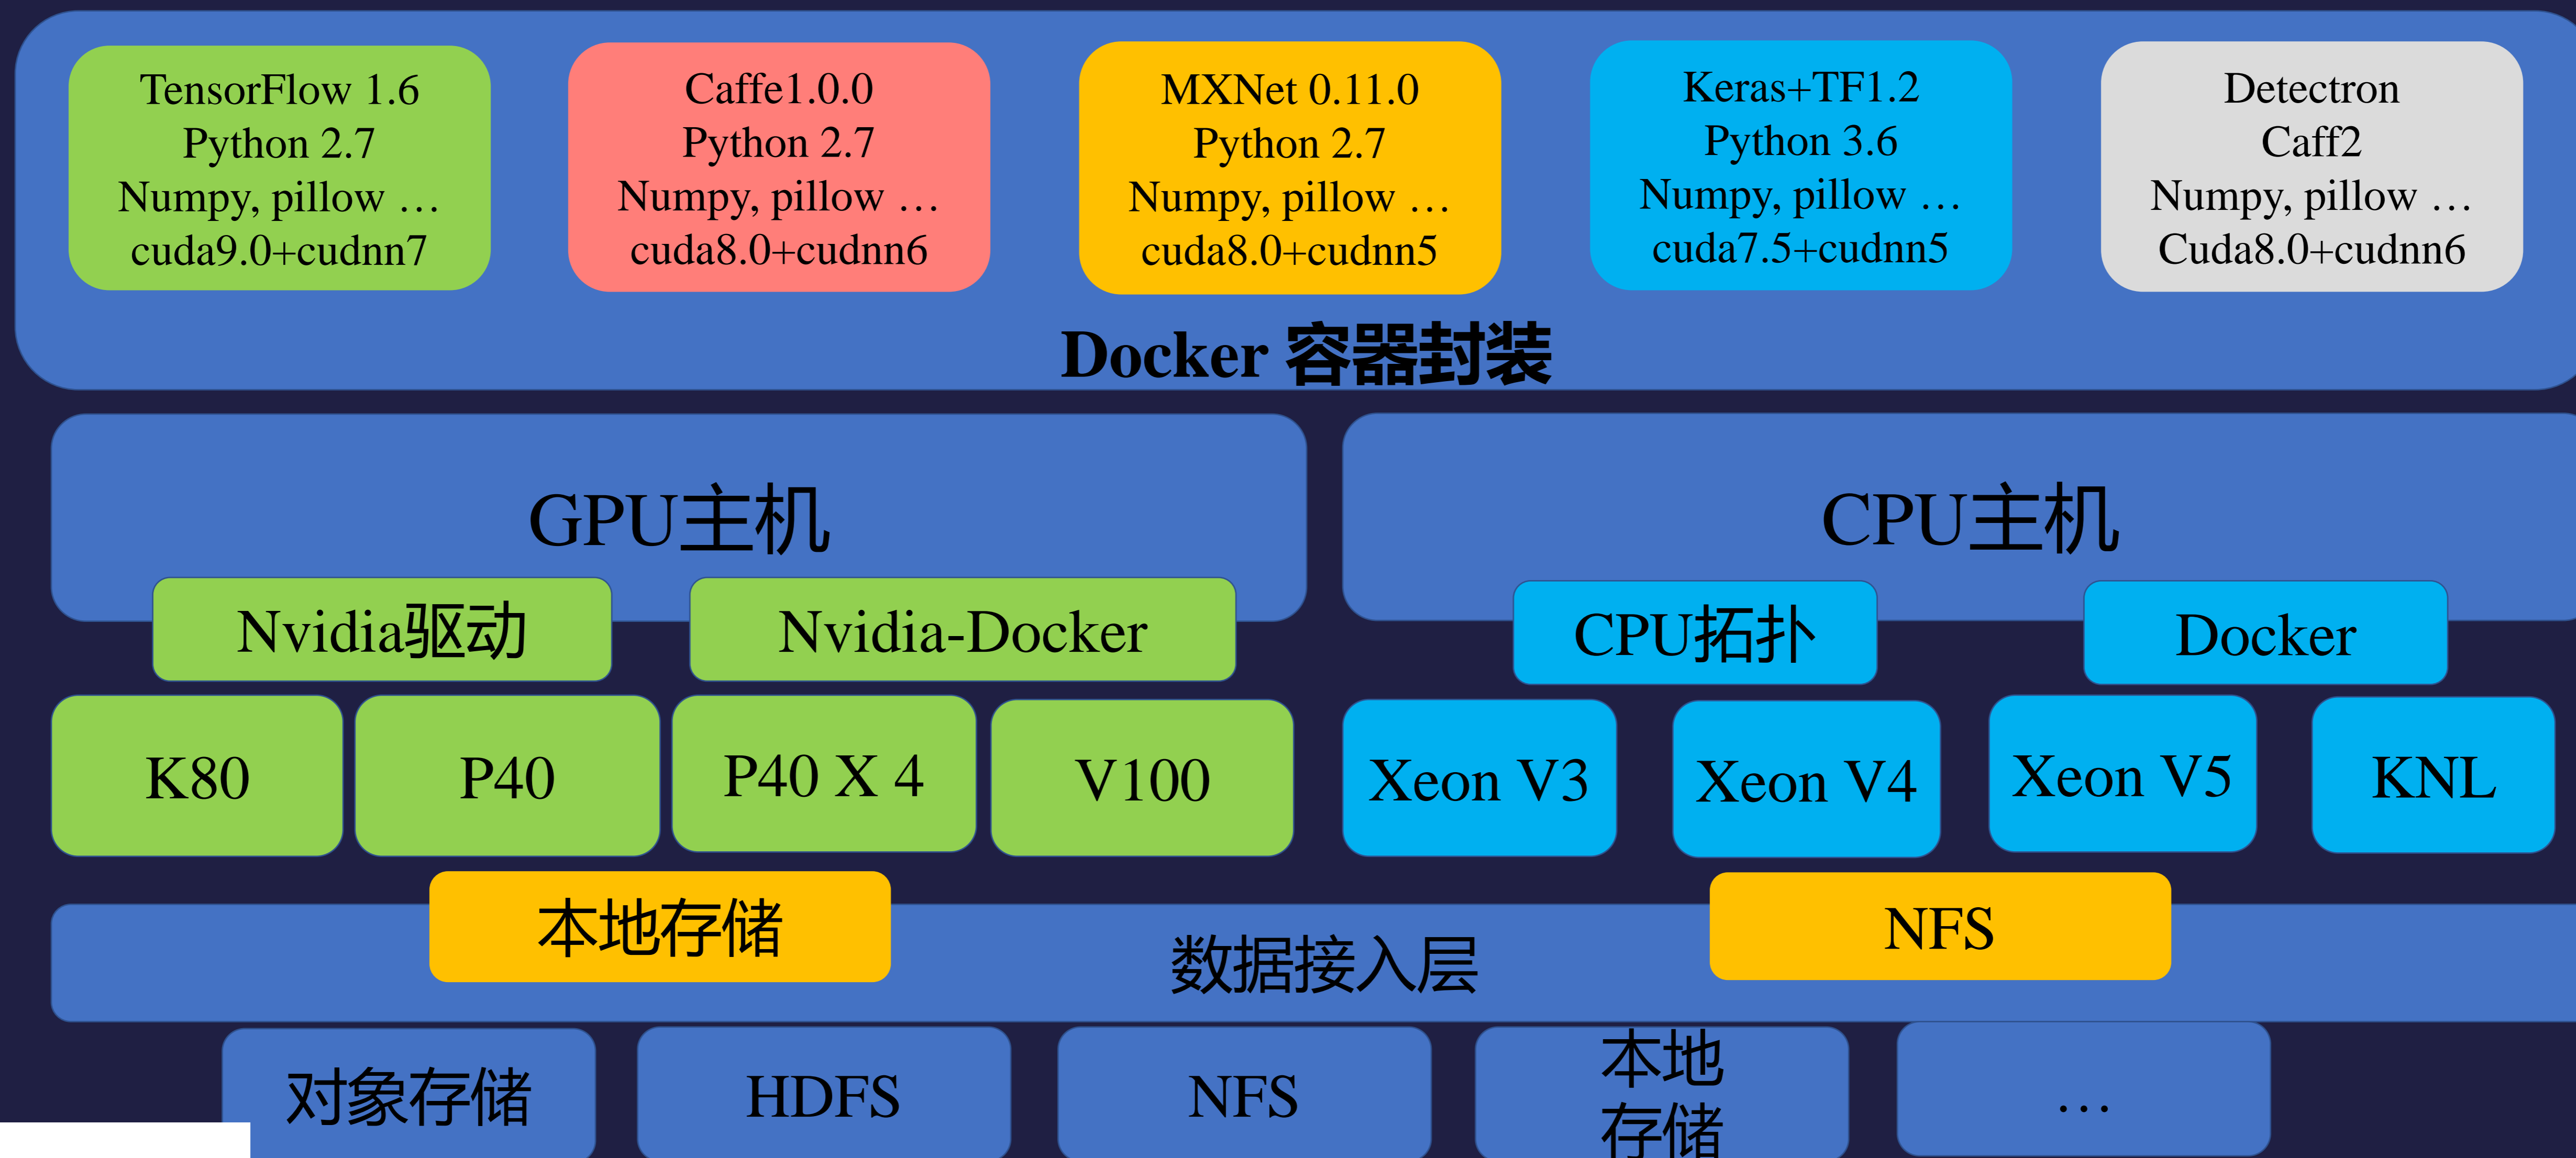 TensorFlow 1.6
Python 2.7
Numpy, pillow …
cuda9.0+cudnn7
Caffe1.0.0
Python 2.7
Numpy, pillow …
cuda8.0+cudnn6
MXNet 0.11.0
Python 2.7
Numpy, pillow …
cuda8.0+cudnn5
Keras+TF1.2
Python 3.6
Numpy, pillow …
cuda7.5+cudnn5
Detectron
Caff2
Numpy, pillow …
Cuda8.0+cudnn6
Docker 容器封装
GPU主机
CPU主机
Nvidia驱动
Nvidia-Docker
CPU拓扑
Docker
K80
P40
P40 X 4
V100
Xeon V3
Xeon V4
Xeon V5
KNL
本地存储
NFS
数据接入层
对象存储
HDFS
NFS
本地
存储
…